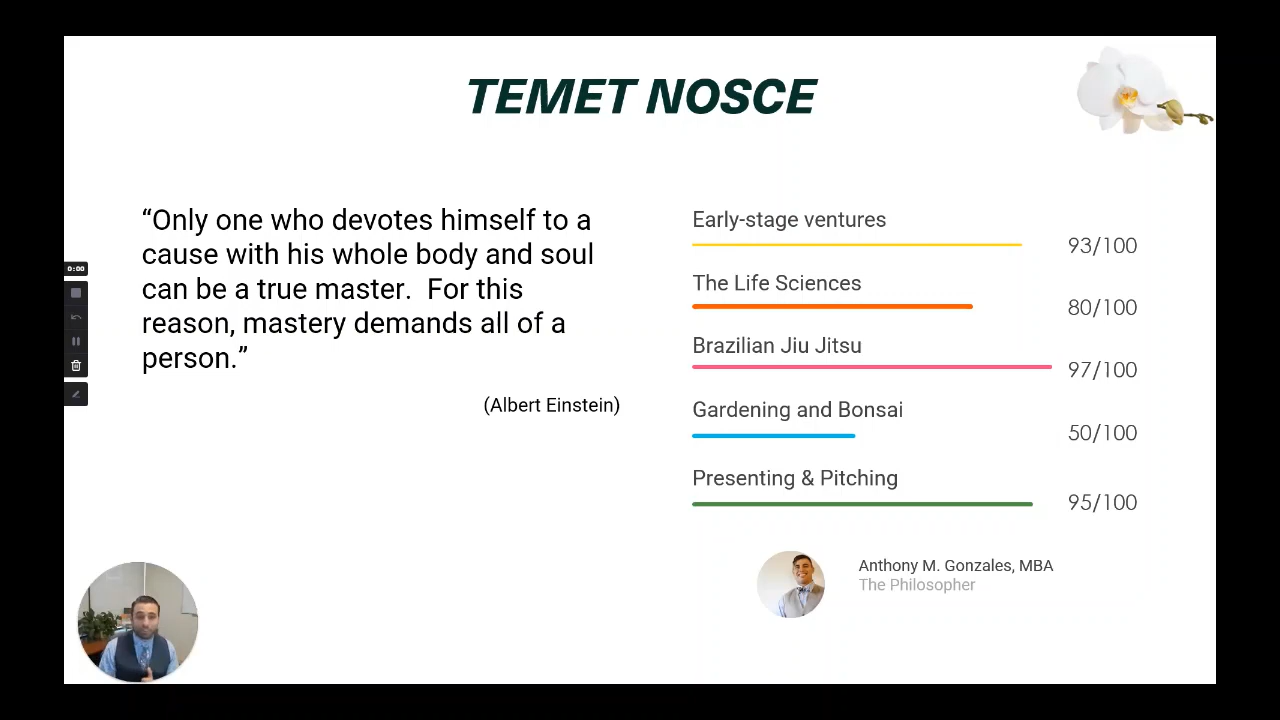 TEMET NOSCE
“Only one who devotes himself to a
cause with his whole body and soul
can be a true master.  For this
reason, mastery demands all of a
person.”
(Albert Einstein)
Early-stage ventures
93/100
The Life Sciences
80/100
Brazilian Jiu Jitsu
97/100
Gardening and Bonsai
50/100
Presenting & Pitching
95/100
Anthony M. Gonzales, MBA
The Philosopher
0:00